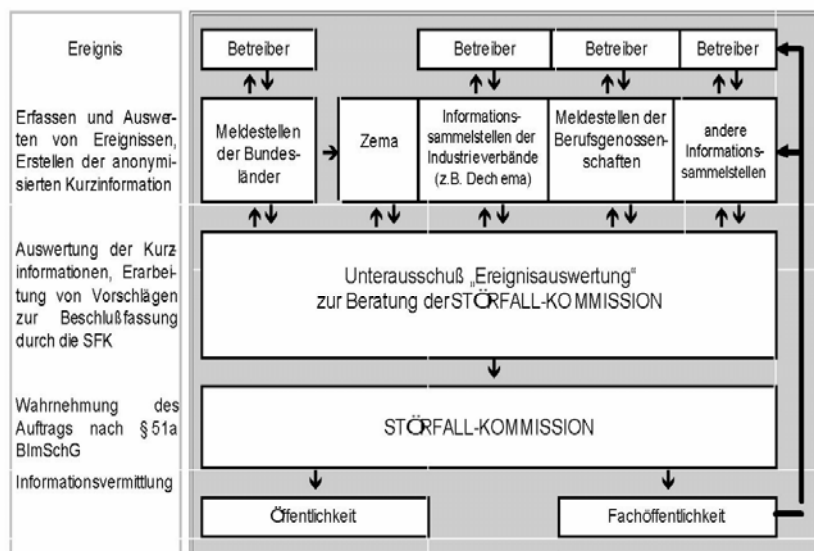 Ereignis
Betreiber
Betreiber
Betreiber
Betreiber
Erfassen und Auswer-
ten von Ereignissen,
Erstellen der anonymi-
sierten Kurzinformation
Meldestellen
der Bundes-
länder
Zema
Informations-
sammelstellen der
Industrieverbände
(z.B. Dechema)
Meldestellen der
Berufsgenossen-
schaften
andere
Informations-
sammelstellen
Auswertung der Kurz
informationen, Erarbei-
tung von Vorschlägen
zur Beschlußfassung
durch die SFK
Unterausschuß „Ereignisauswertung"
zur Beratung der STÖRFALL-KOMMISSION
Wahrnehmung des
Auftrags nach § 51a
BImSchG
STÖRFALL-KOMMISSION
Informationsvermittlung
Öffentlichkeit
Fachöffentlichkeit